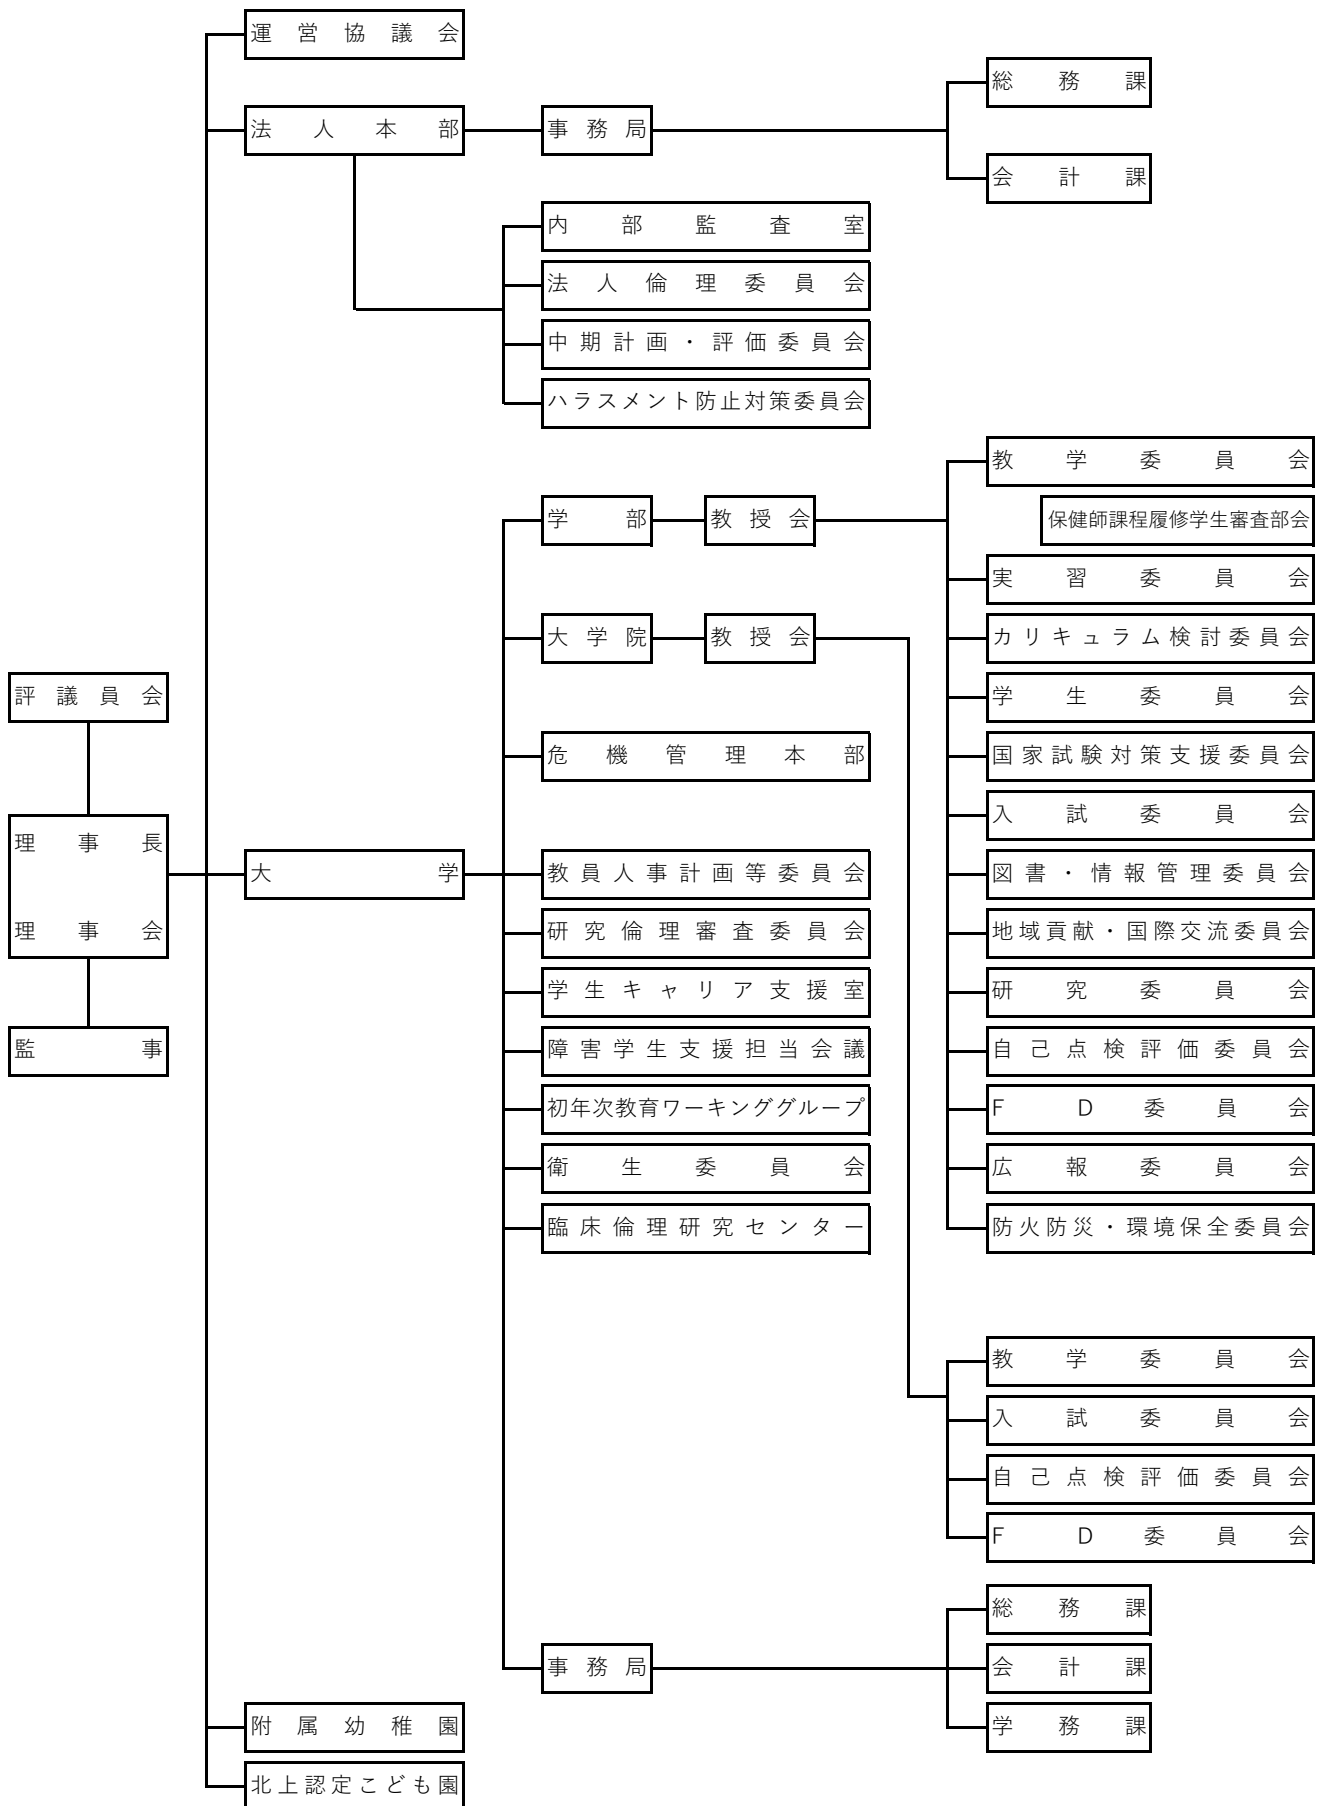 運営協議会
総務課
法人本部
事務局
会計課
内部監査室
法人倫理委員会
中期計画・評価委員会
ハラスメント防止対策委員会
教学委員会
学部
教授会
保健師課程履修学生審査部会
実習委員会
大学院
教授会
カリキュラム検討委員会
評議員会
学生委員会
危機管理本部
国家試験対策支援委員会
入試委員会
理事長
理事会
大学
教員人事計画等委員会
図書・情報管理委員会
研究倫理審査委員会
地域貢献・国際交流委員会
学生キャリア支援室
研究委員会
監事
障害学生支援担当会議
自己点検評価委員会
初年次教育ワーキンググループ
FD委員会
衛生委員会
広報委員会
臨床倫理研究センター
防火防災・環境保全委員会
教学委員会
入試委員会
自己点検評価委員会
FD委員会
総務課
事務局
会計課
附属幼稚園
学務課
北上認定こども園